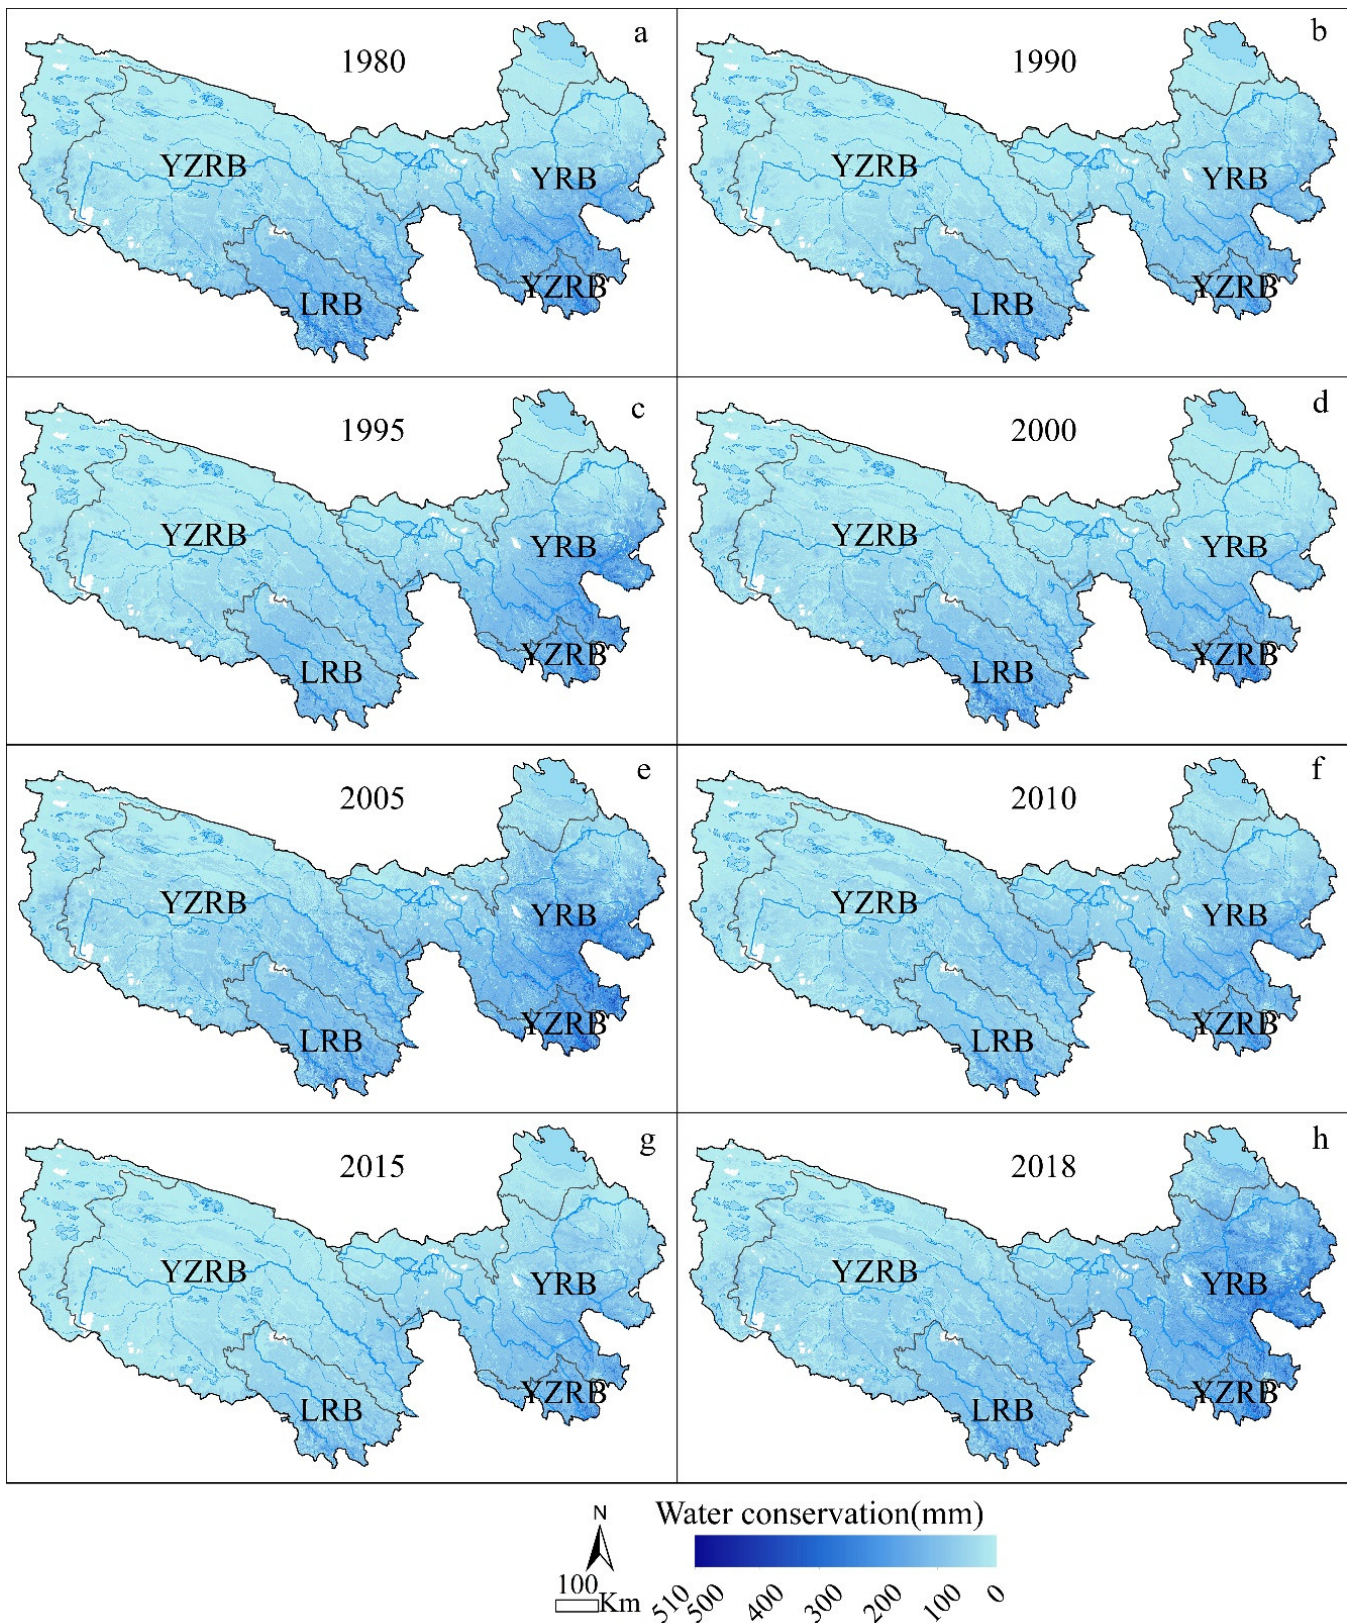 a
1980
YZRB
YRB
LRB
YZRB
b
1990
YZRB
YRB
LRB
YZRB
c
1995
YZRB
YRB
LRB
YZRB
d
2000
YZRB
YRB
LRB
YZRB
e
2005
YZRB
YRB
LRB
YZRB
f
2010
YZRB
YRB
LRB
YZRB
g
2015
YZRB
YRB
LRB
YZRB
h
2018
YZRB
YRB
LRB
YZRB
N
100
Km
Water conservation(mm)
510 500 400 300 200 100 0